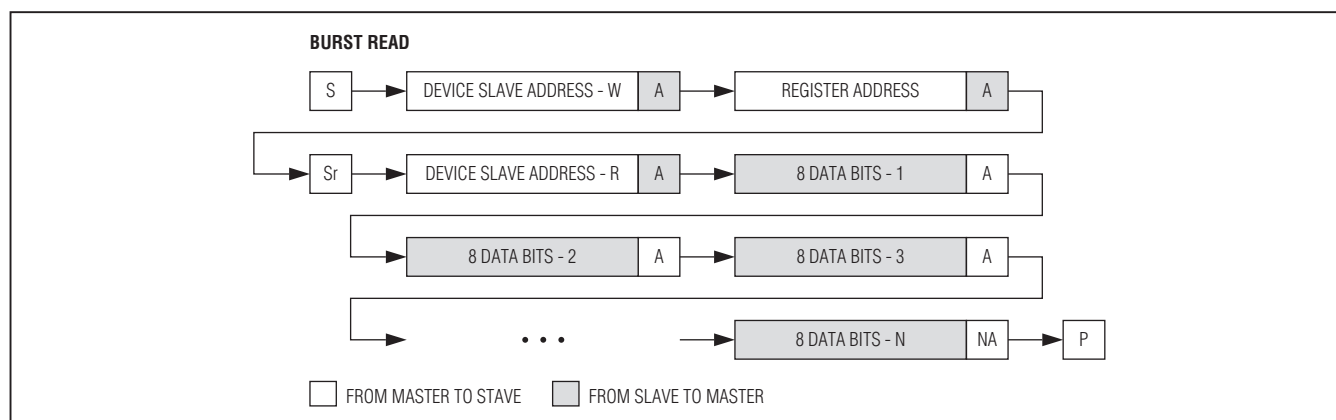 BURST READ
S DEVICE SLAVE ADDRESS - W A REGISTER ADDRESS A
Sr DEVICE SLAVE ADDRESS - R A 8 DATA BITS - 1 A
8 DATA BITS - 2 A 8 DATA BITS - 3 A
• • • 8 DATA BITS - N NA P
FROM MASTER TO STAVE FROM SLAVE TO MASTER